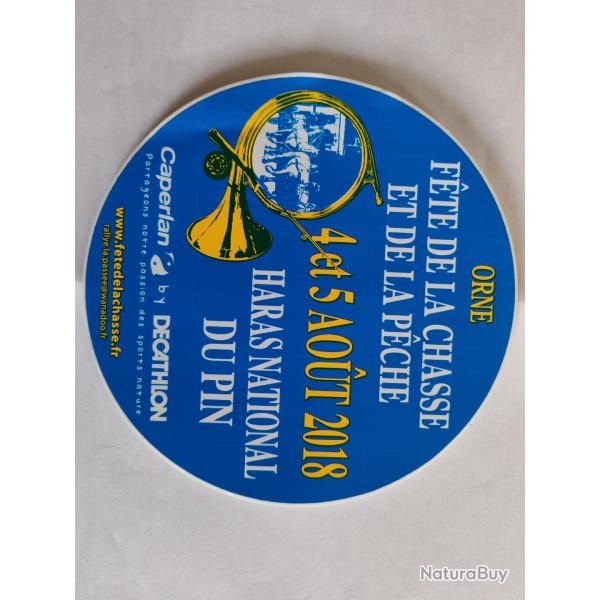 ORNE
FÊTE DE LA CHASSE
ET DE LA PÊCHE
4 et 5 AOÛT 2018
HARAS NATIONAL
DU PIN
Caperlan by DECATHLON
Partageons notre passion des sports nature
www.fetedelachasse.fr
rallye.la.passee@wanadoo.fr
NaturaBuy